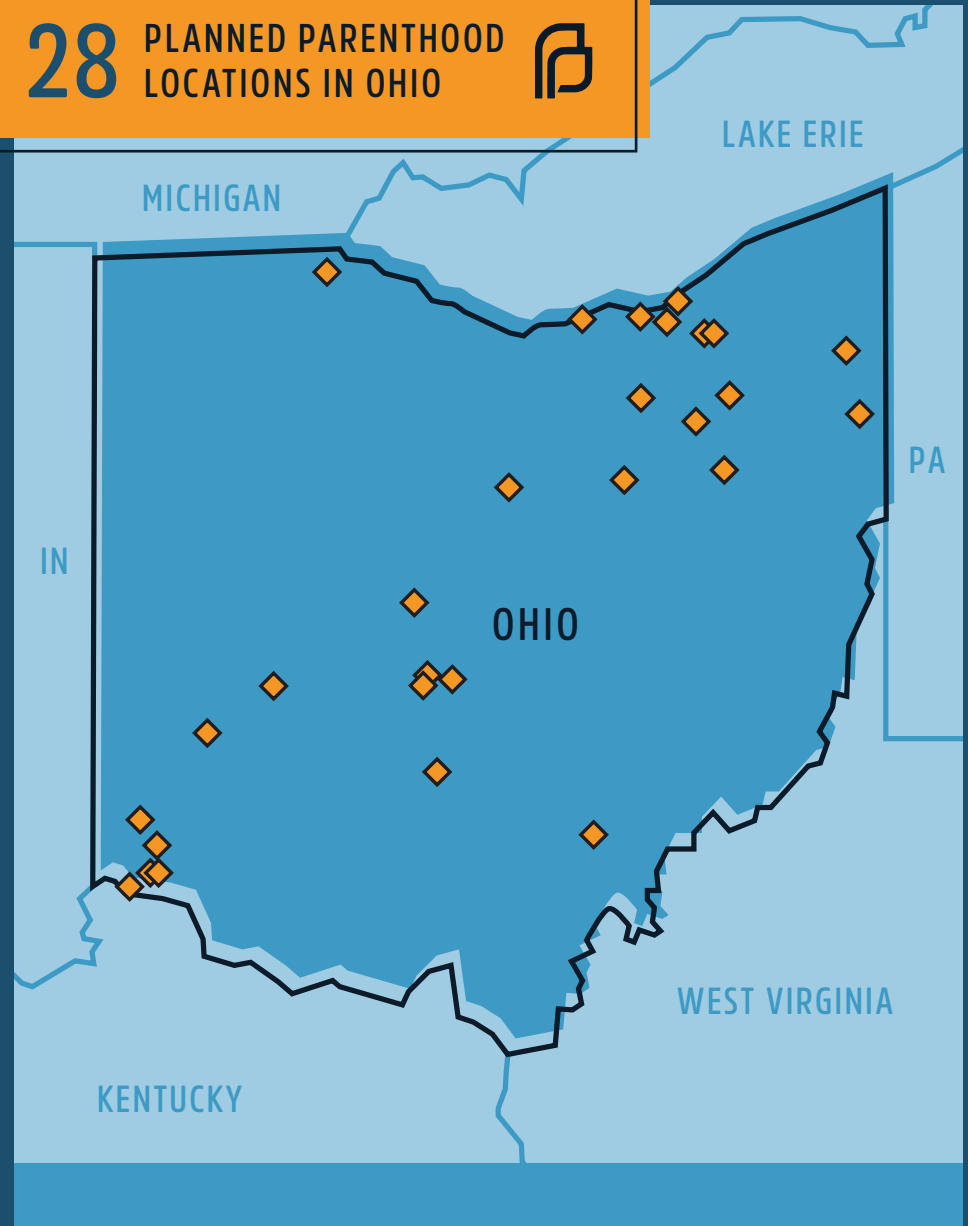 28
PLANNED PARENTHOOD
LOCATIONS IN OHIO
LAKE ERIE
MICHIGAN
PA
IN
OHIO
WEST VIRGINIA
KENTUCKY